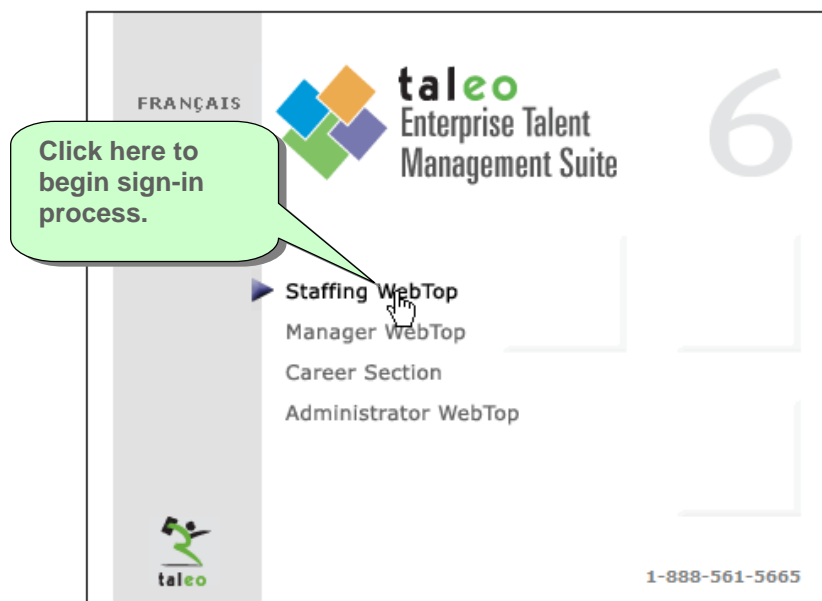 FRANÇAIS
taleo
Enterprise Talent
Management Suite
6
Click here to
begin sign-in
process.
Staffing WebTop
Manager WebTop
Career Section
Administrator WebTop
taleo
1-888-561-5665